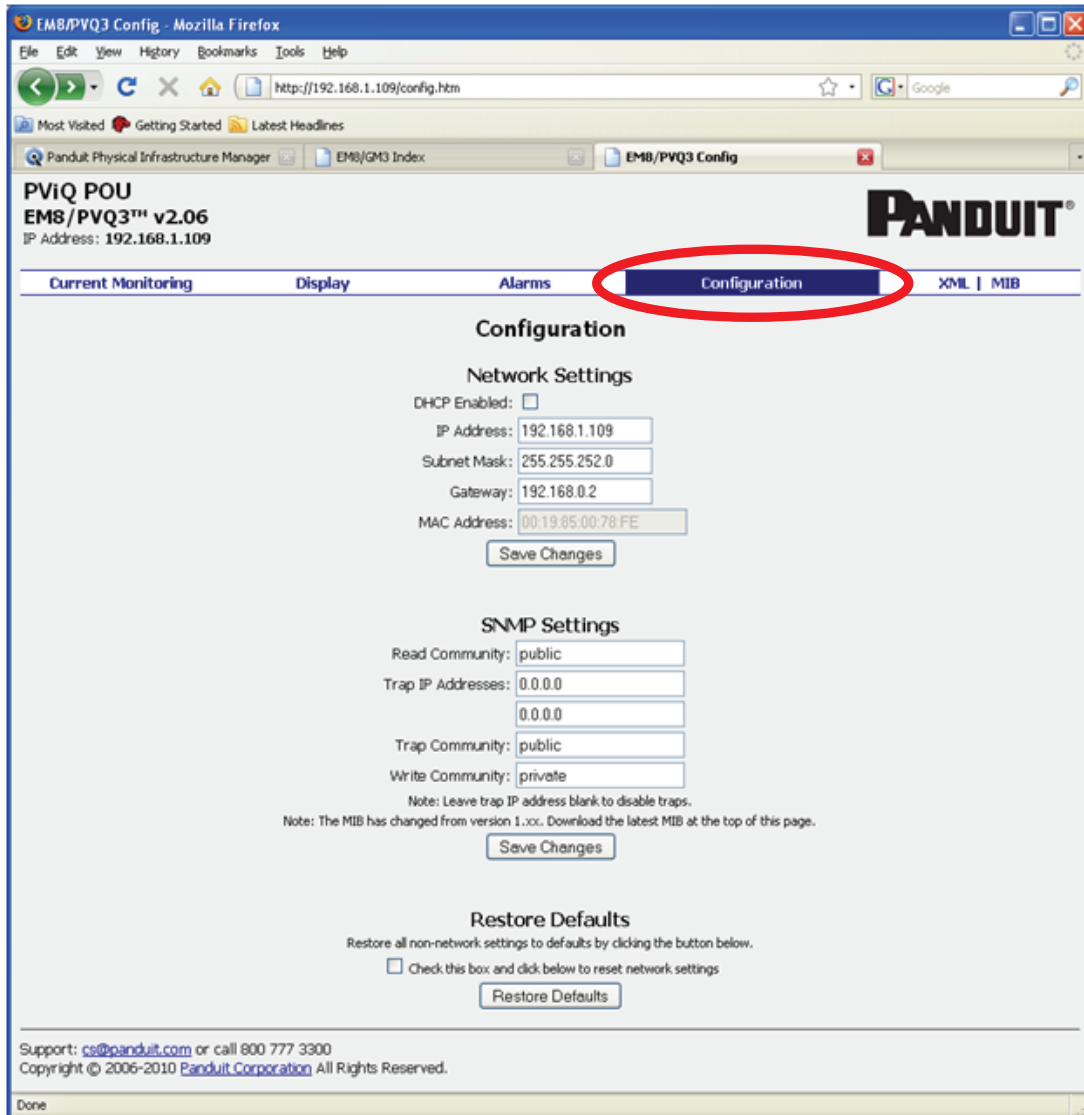 EM8/PVQ3 Config - Mozilla Firefox
File Edit View History Bookmarks Tools Help
http://192.168.1.109/config.htm
Google
Most Visited Getting Started Latest Headlines
Panduit Physical Infrastructure Manager EM8/GM3 Index EM8/PVQ3 Config
PViQ POU
EM8/PVQ3™ v2.06
IP Address: 192.168.1.109
PANDUIT®
Current Monitoring Display Alarms Configuration XML | MIB
Configuration
Network Settings
DHCP Enabled:
IP Address: 192.168.1.109
Subnet Mask: 255.255.252.0
Gateway: 192.168.0.2
MAC Address: 00:19:85:00:78:FE
Save Changes
SNMP Settings
Read Community: public
Trap IP Addresses: 0.0.0.0
0.0.0.0
Trap Community: public
Write Community: private
Note: Leave trap IP address blank to disable traps.
Note: The MIB has changed from version 1.xx. Download the latest MIB at the top of this page.
Save Changes
Restore Defaults
Restore all non-network settings to defaults by clicking the button below.
Check this box and click below to reset network settings
Restore Defaults
Support: cs@panduit.com or call 800 777 3300
Copyright © 2006-2010 Panduit Corporation All Rights Reserved.
Done